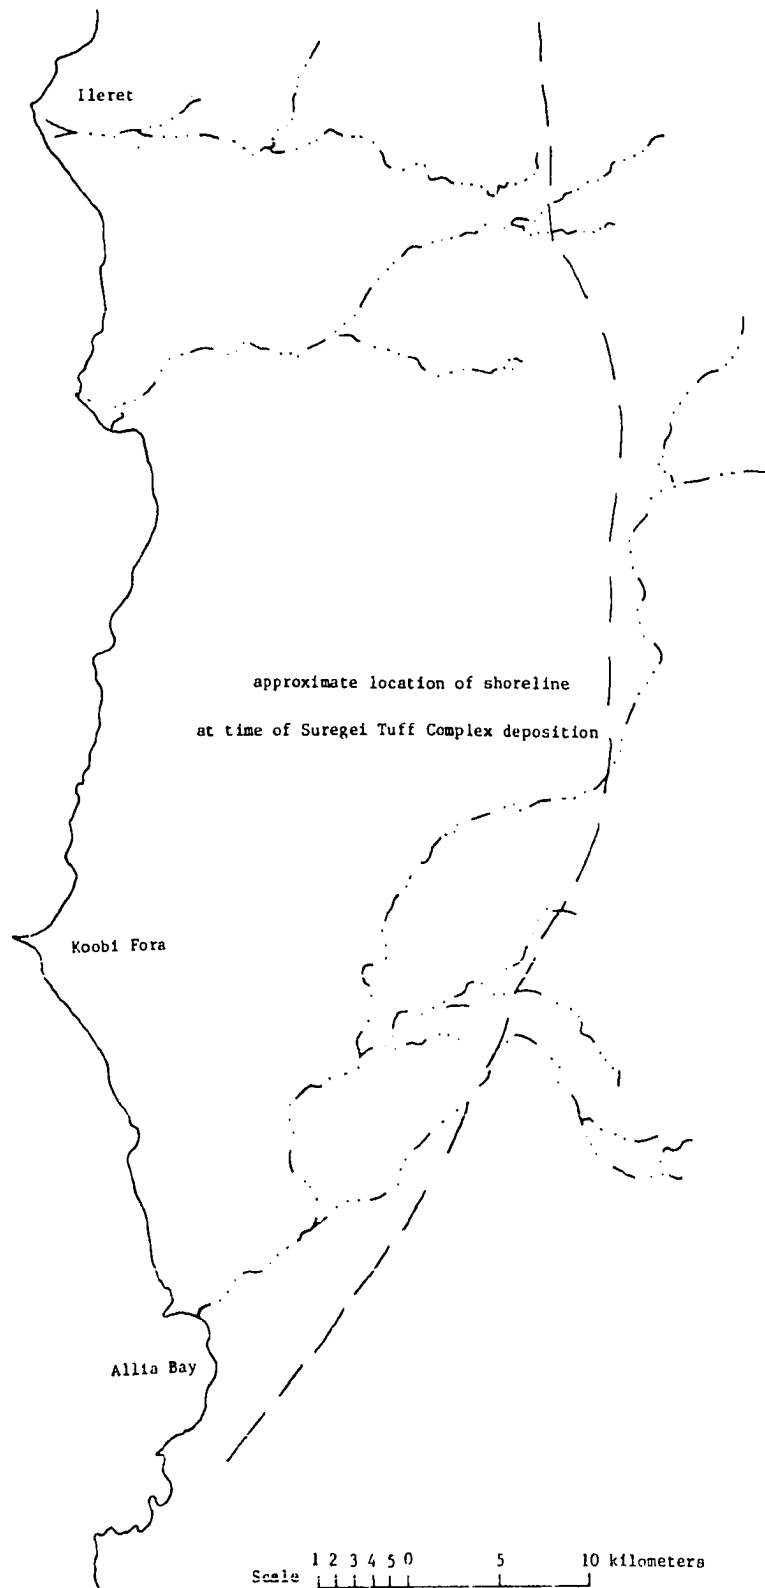 Ileret
approximate location of shoreline
at time of Suregei Tuff Complex deposition
Koobi Fora
Allia Bay
1 2 3 4 5 0 5 10 kilometers
Scale